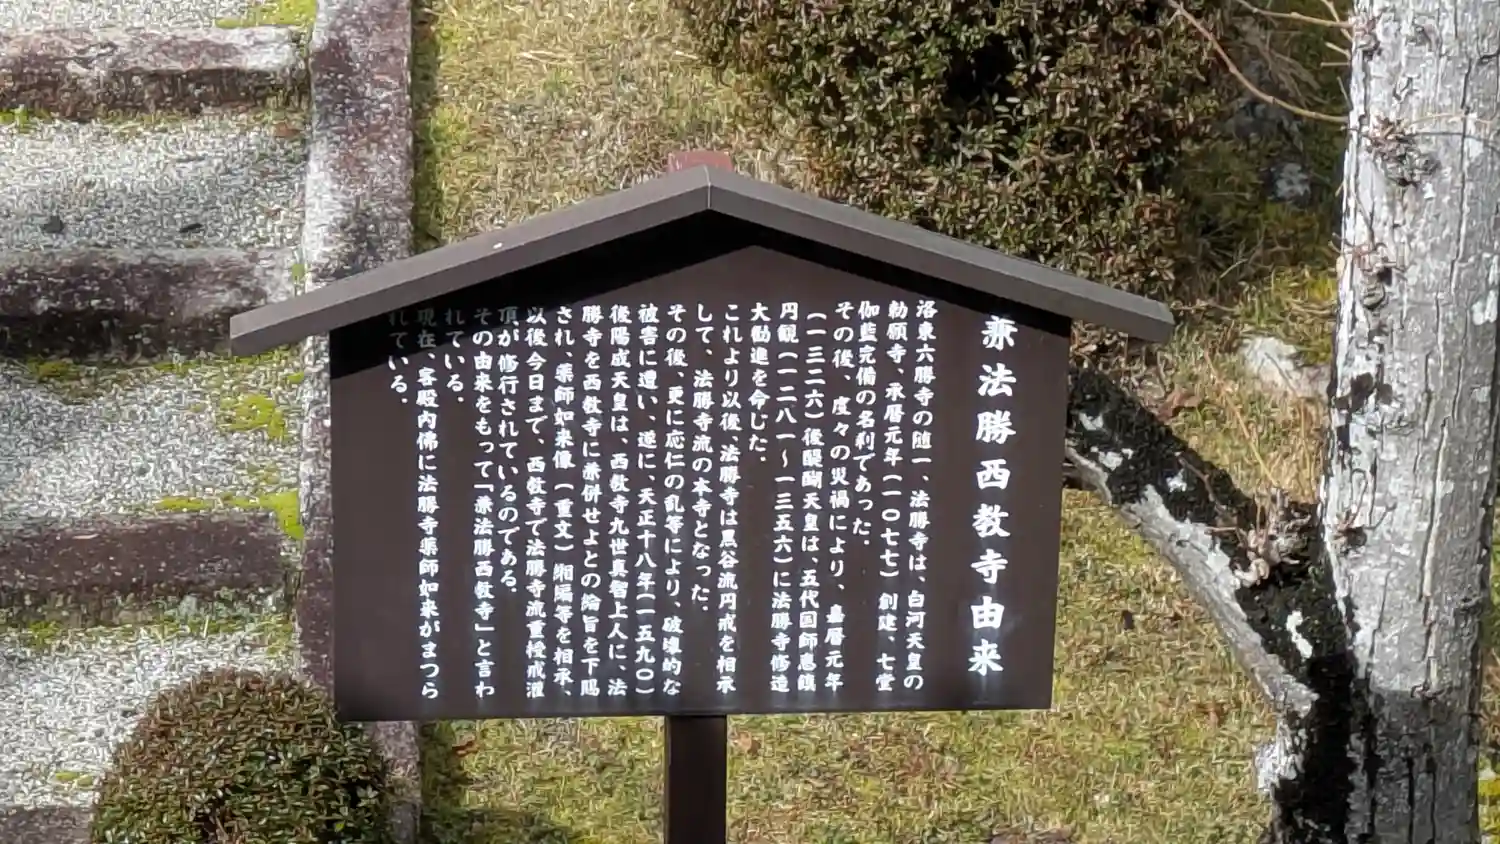 兼法勝西教寺由来
洛東六勝寺の随一、法勝寺は、白河天皇の
勅願寺、承暦元年(一〇七七)創建、七堂
伽藍完備の名刹であった。
その後、度々の災禍により、嘉暦元年
(一三二六)後醍醐天皇は、五代国師恵鎮
円観(一二八一~一三五六)に法勝寺修造
大勧進を命じた。
これより以後、法勝寺は黒谷流円戒を相承
して、法勝寺流の本寺となった。
その後、更に応仁の乱等により、破壊的な
被害に遭い、遂に、天正十八年(一五九〇)
後陽成天皇は、西教寺九世真智上人に、法
勝寺を西教寺に兼併せよとの綸旨を下賜
され、薬師如来像(重文)等を相承、
以後今日まで、西教寺で法勝寺流重授戒灌
頂が修行されているのである。
その由来をもって「兼法勝西教寺」と言わ
れている。
現在、客殿内佛に法勝寺薬師如来がまつら
れている。